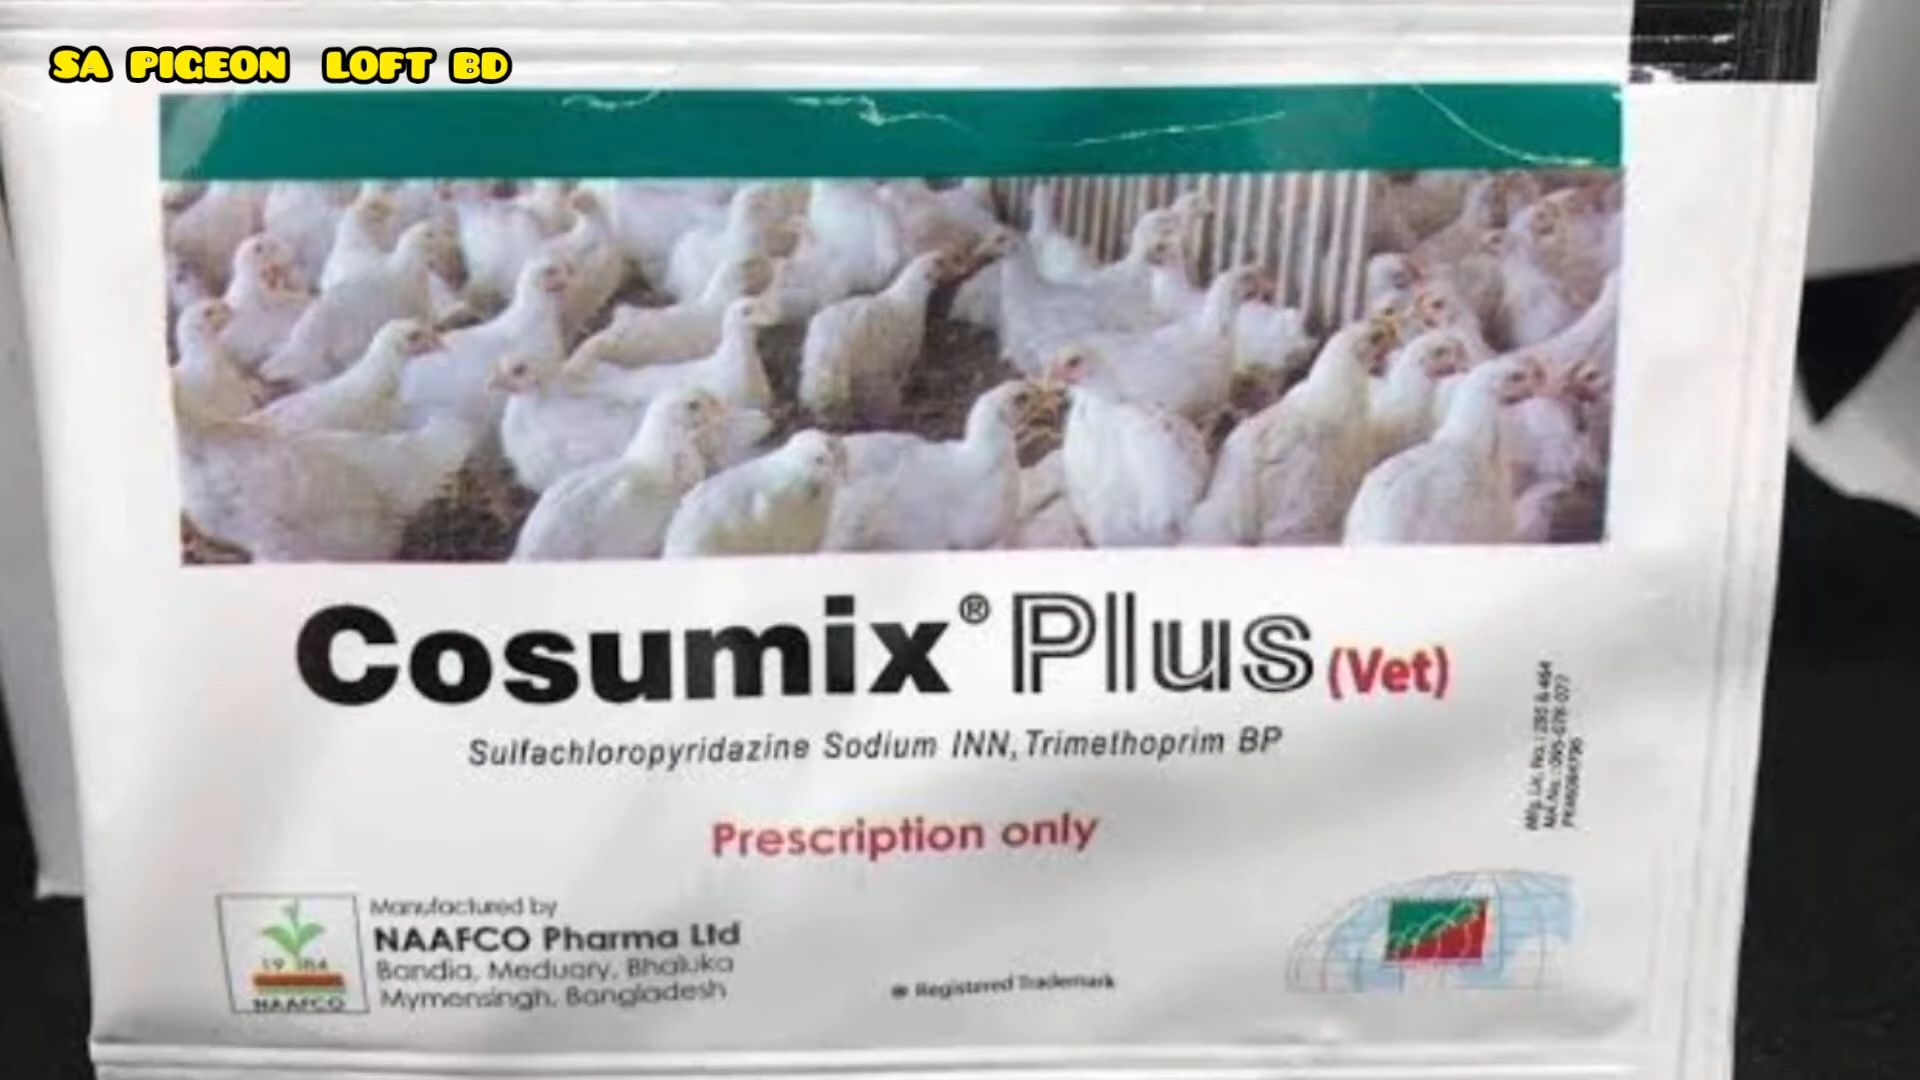 SA PIGEON LOFT BD
Cosumix® Plus (Vet)
Sulfachloropyridazine Sodium INN, Trimethoprim BP
Prescription only
Manufactured by
NAAFCO Pharma Ltd
Bandia, Meduary, Bhaluka
Mymensingh, Bangladesh
® Registered Trademark
NAAFCO